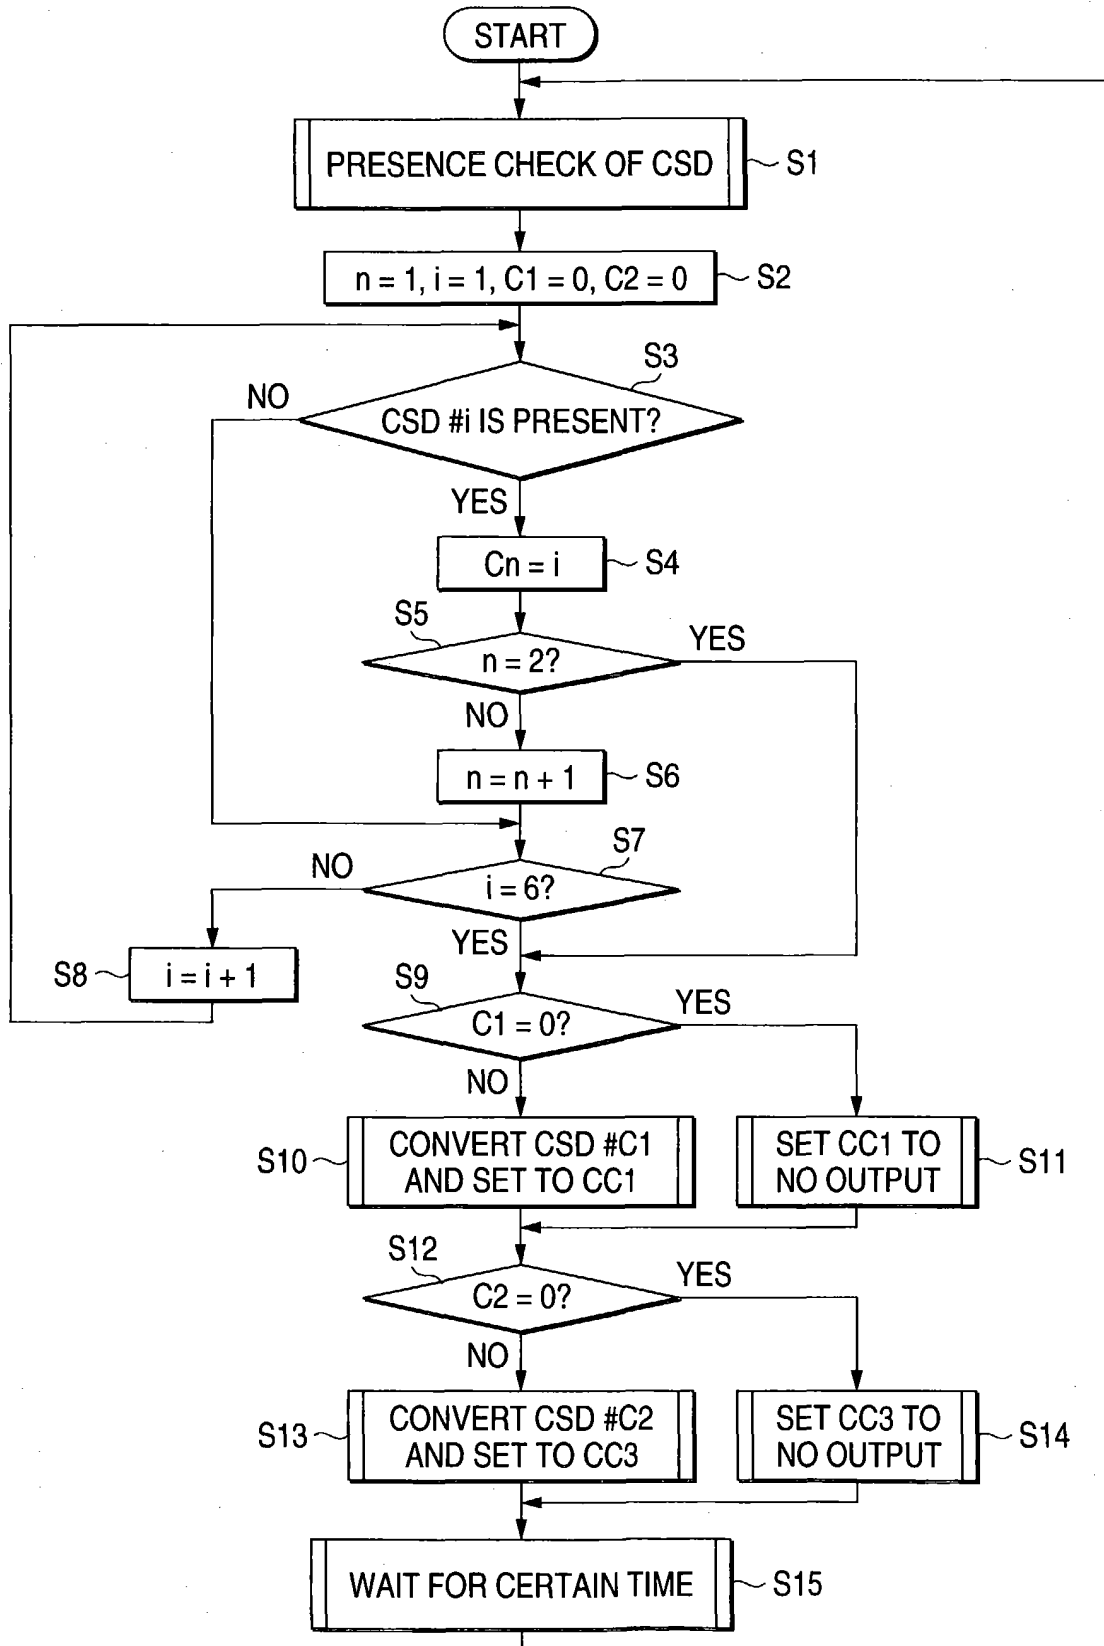 START
PRESENCE CHECK OF CSD
S1
n = 1, i = 1, C1 = 0, C2 = 0
S2
S3
NO
CSD #i IS PRESENT?
YES
Cn = i
S4
S5
YES
n = 2?
NO
n = n + 1
S6
S7
NO
i = 6?
YES
S8
i = i + 1
S9
YES
C1 = 0?
NO
S10
CONVERT CSD #C1
AND SET TO CC1
SET CC1 TO
NO OUTPUT
S11
S12
YES
C2 = 0?
NO
S13
CONVERT CSD #C2
AND SET TO CC3
SET CC3 TO
NO OUTPUT
S14
WAIT FOR CERTAIN TIME
S15